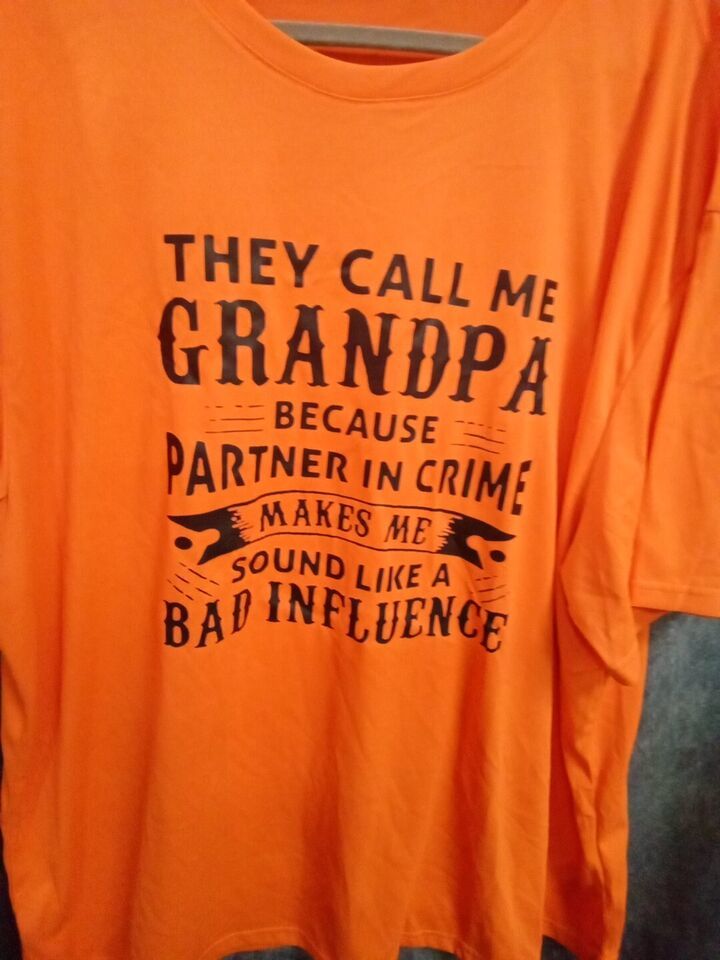 THEY CALL ME
GRANDPA
BECAUSE
PARTNER IN CRIME
MAKES ME
SOUND LIKE A
BAD INFLUENCE